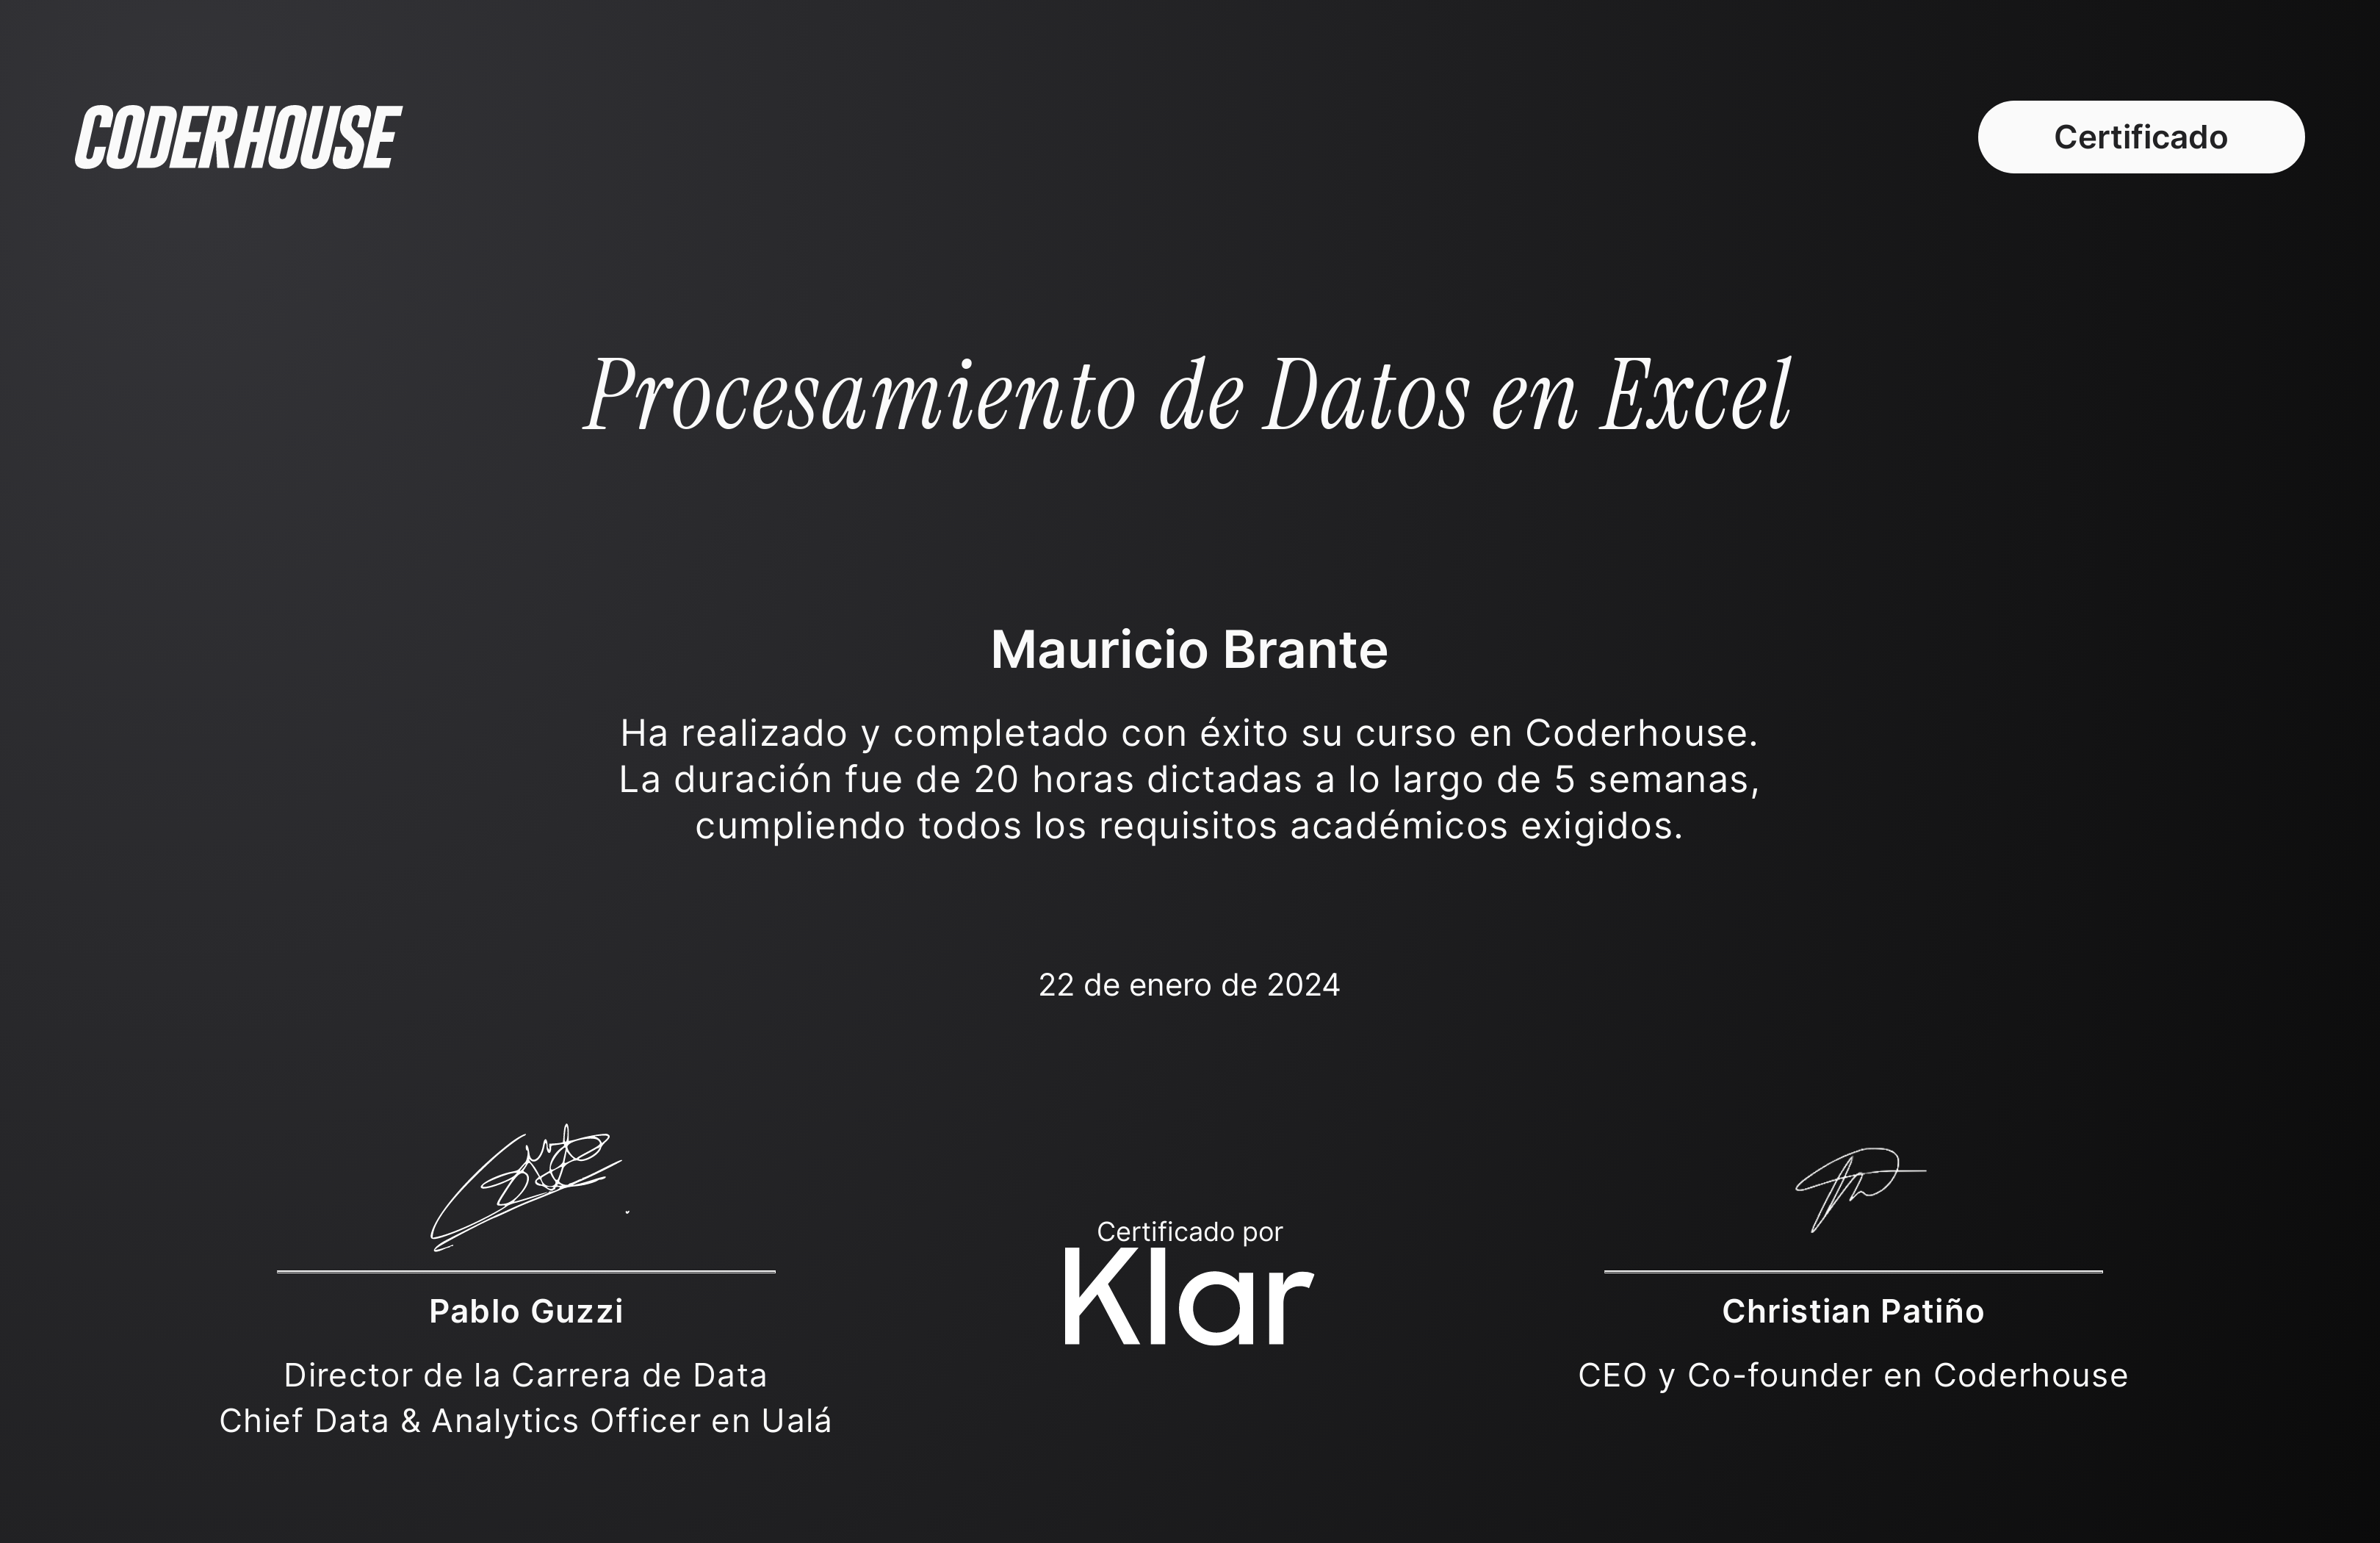 CODERHOUSE
Certificado
Procesamiento de Datos en Excel
Mauricio Brante
Ha realizado y completado con éxito su curso en Coderhouse.
La duración fue de 20 horas dictadas a lo largo de 5 semanas,
cumpliendo todos los requisitos académicos exigidos.
22 de enero de 2024
Certificado por
Klar
Pablo Guzzi
Director de la Carrera de Data
Chief Data & Analytics Officer en Ualá
Christian Patiño
CEO y Co-founder en Coderhouse